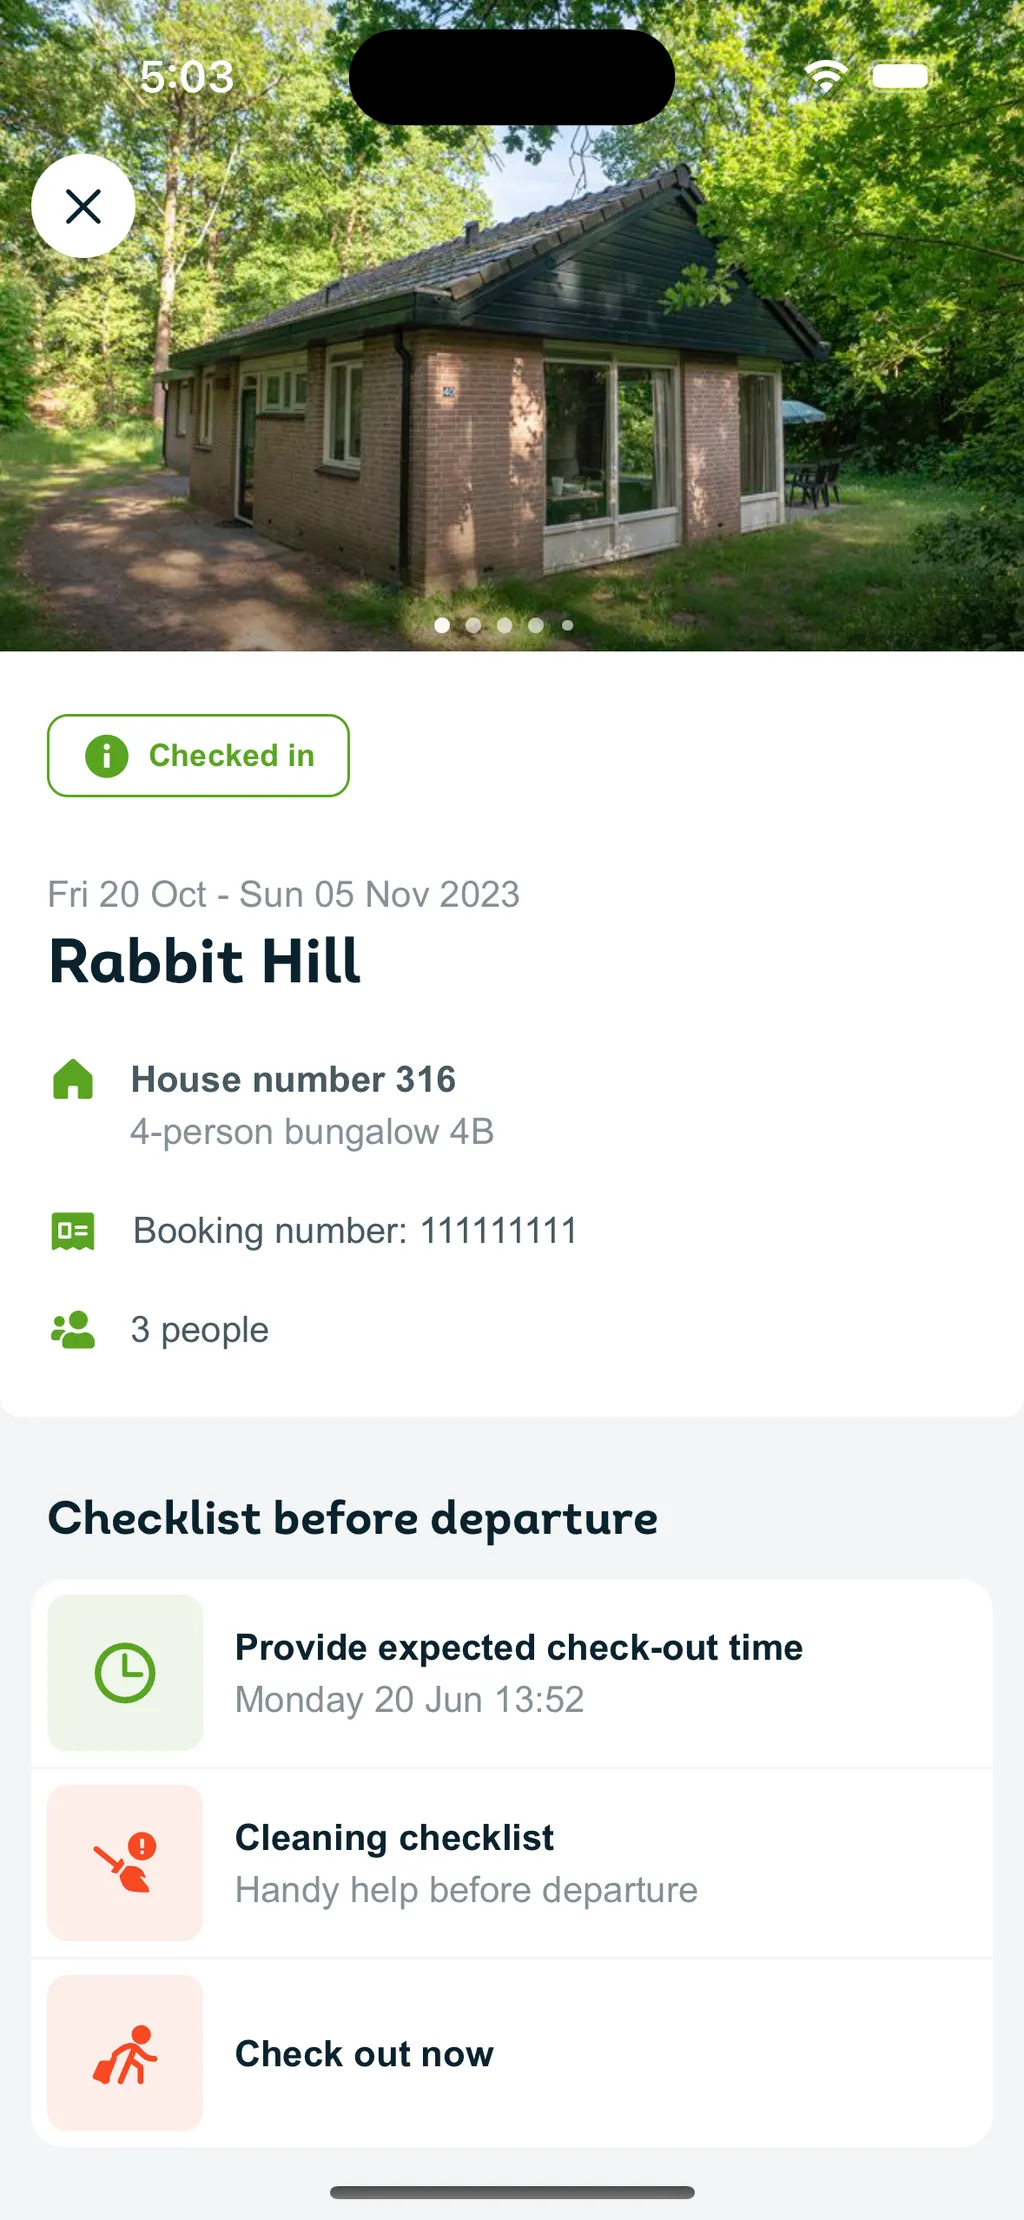 5:03
Checked in
Fri 20 Oct - Sun 05 Nov 2023
Rabbit Hill
House number 316
4-person bungalow 4B
Booking number: 111111111
3 people
Checklist before departure
Provide expected check-out time
Monday 20 Jun 13:52
Cleaning checklist
Handy help before departure
Check out now